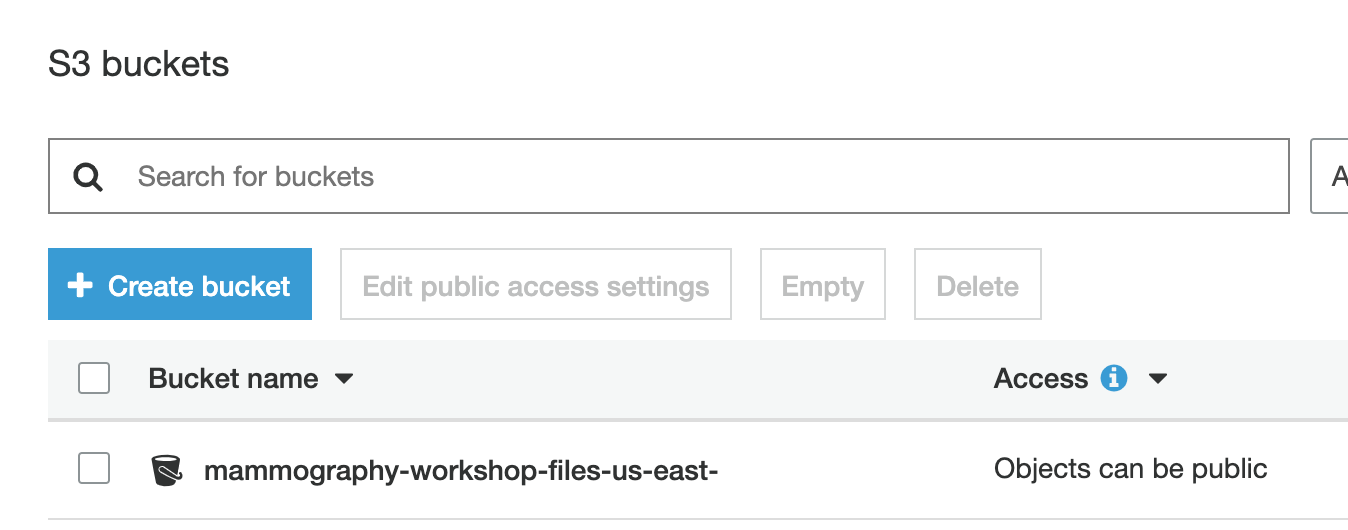 S3 buckets
Search for buckets
Create bucket Edit public access settings Empty Delete
Bucket name Access
mammography-workshop-files-us-east- Objects can be public